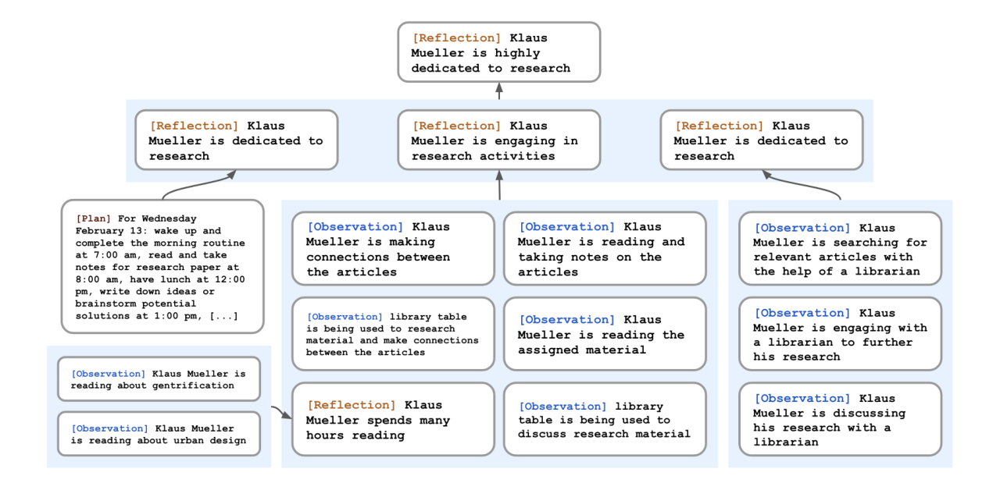 [Reflection] Klaus
Mueller is highly
dedicated to research
[Reflection] Klaus
Mueller is dedicated to
research
[Reflection] Klaus
Mueller is engaging in
research activities
[Reflection] Klaus
Mueller is dedicated to
research
[Plan] For Wednesday
February 13: wake up and
complete the morning routine
at 7:00 am, read and take
notes for research paper at
8:00 am, have lunch at 12:00
pm, write down ideas or
brainstorm potential
solutions at 1:00 pm, [...]
[Observation] Klaus Mueller is
reading about gentrification
[Observation] Klaus Mueller
is reading about urban design
[Observation] Klaus
Mueller is making
connections between
the articles
[Observation] Klaus
Mueller is reading and
taking notes on the
articles
[Observation] library table
is being used to research
material and make connections
between the articles
[Observation] Klaus
Mueller is reading the
assigned material
[Reflection] Klaus
Mueller spends many
hours reading
[Observation] library
table is being used to
discuss research material
[Observation] Klaus
Mueller is searching for
relevant articles with
the help of a librarian
[Observation] Klaus
Mueller is engaging with
a librarian to further
his research
[Observation] Klaus
Mueller is discussing
his research with a
librarian